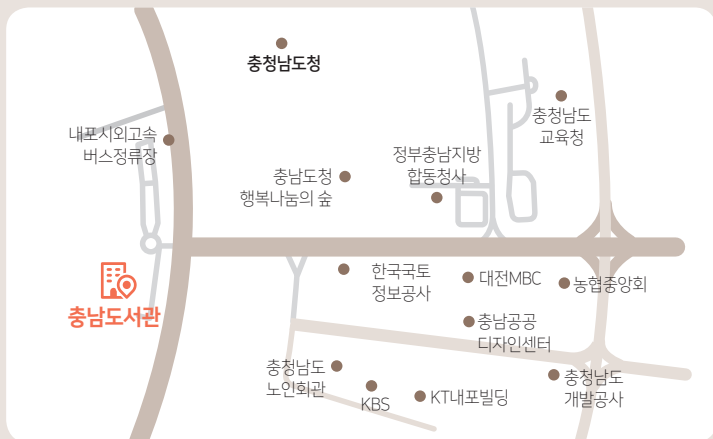 충청남도청
내포시외고속
버스정류장
충청남도
교육청
정부충남지방
합동청사
충남도청
행복나눔의 숲
충남도서관
한국국토
정보공사
대전MBC
농협중앙회
충남공공
디자인센터
충청남도
노인회관
KBS
KT내포빌딩
충청남도
개발공사